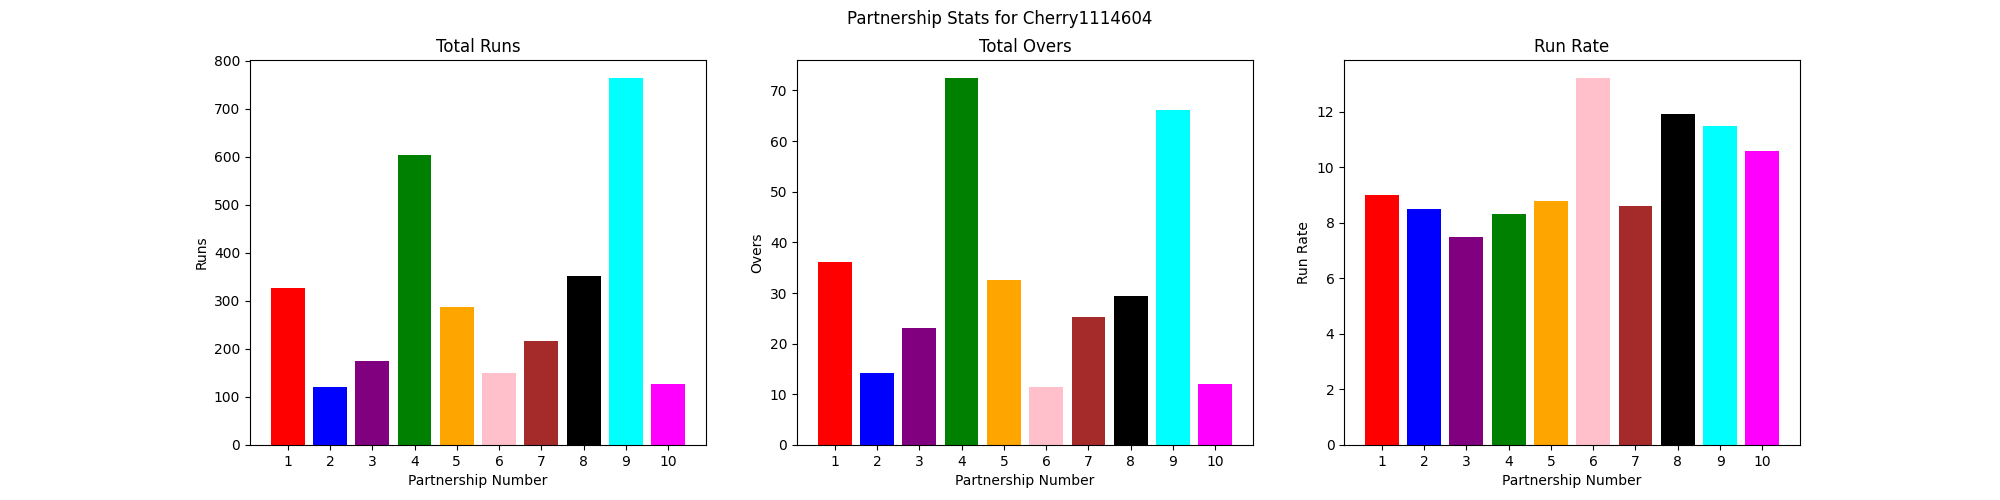 Partnership Stats for Cherry1114604
Total Runs
800
700
600
500
400
300
200
100
0
Runs
1 2 3 4 5 6 7 8 9 10
Partnership Number
Total Overs
70
60
50
40
30
20
10
0
Overs
1 2 3 4 5 6 7 8 9 10
Partnership Number
Run Rate
12
10
8
6
4
2
0
Run Rate
1 2 3 4 5 6 7 8 9 10
Partnership Number